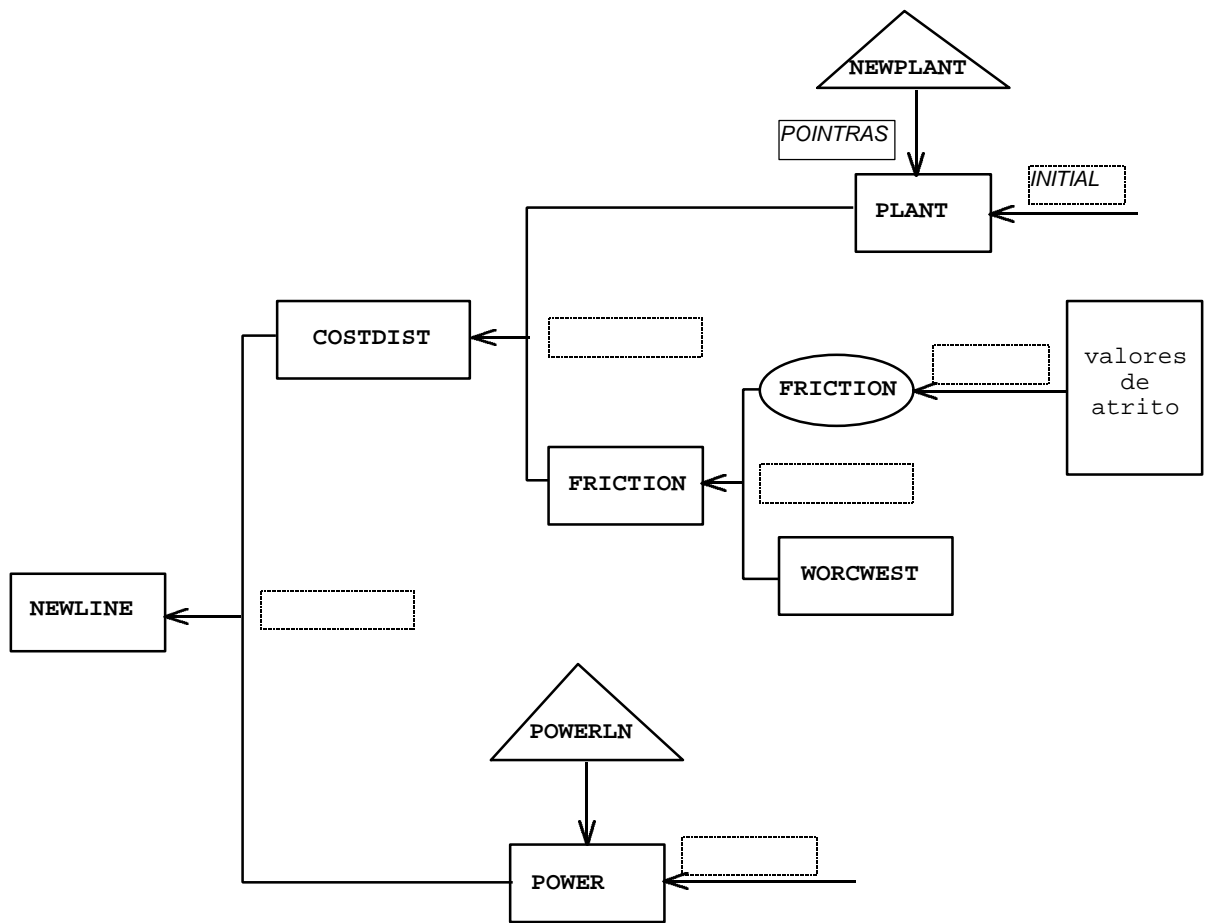 NEWPLANT
POINTRAS
INITIAL
PLANT
COSTDIST
FRICTION
valores
de
atrito
FRICTION
WORCWEST
NEWLINE
POWERLN
POWER